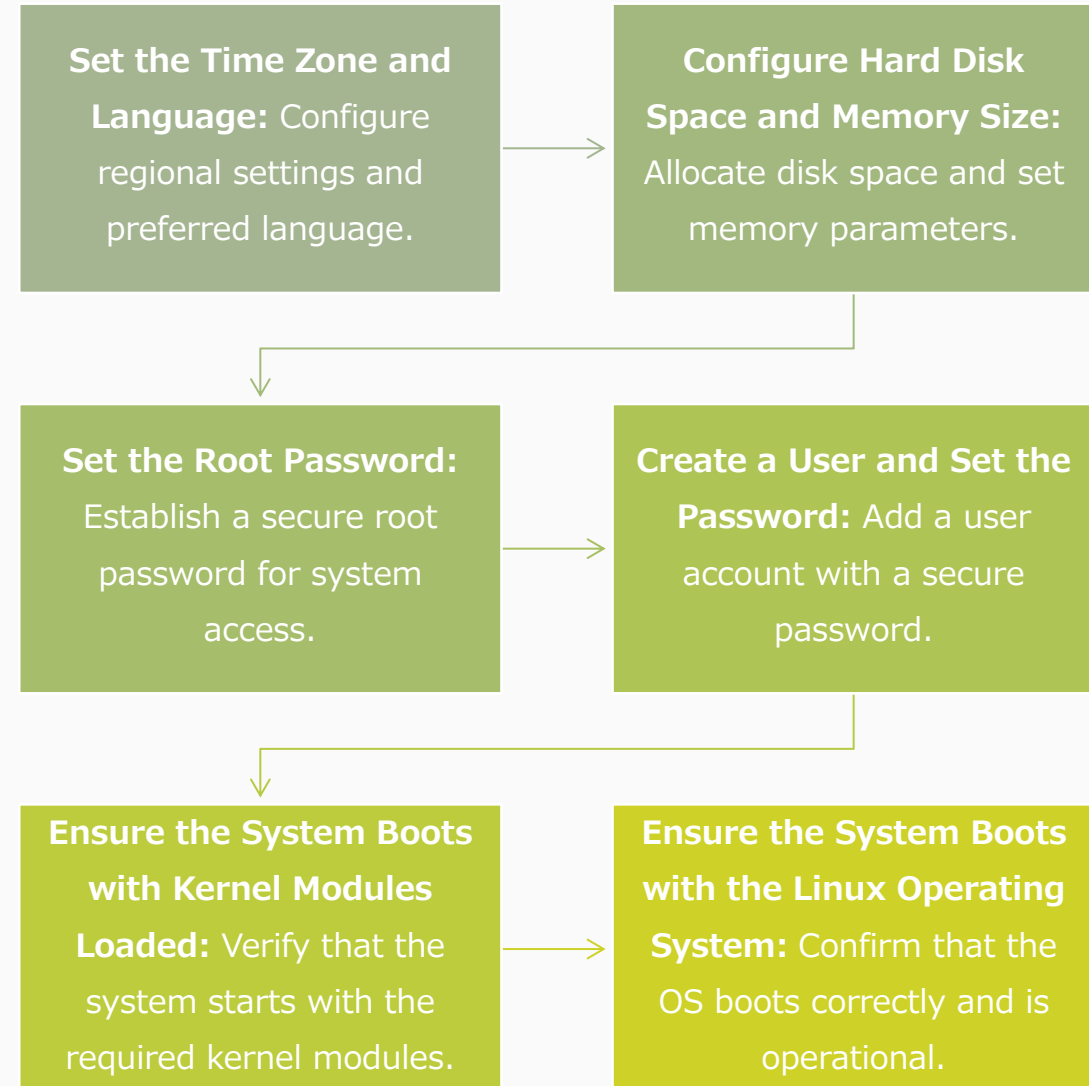 Set the Time Zone and
Language: Configure
regional settings and
preferred language.
Configure Hard Disk
Space and Memory Size:
Allocate disk space and set
memory parameters.
Set the Root Password:
Establish a secure root
password for system
access.
Create a User and Set the
Password: Add a user
account with a secure
password.
Ensure the System Boots
with Kernel Modules
Loaded: Verify that the
system starts with the
required kernel modules.
Ensure the System Boots
with the Linux Operating
System: Confirm that the
OS boots correctly and is
operational.